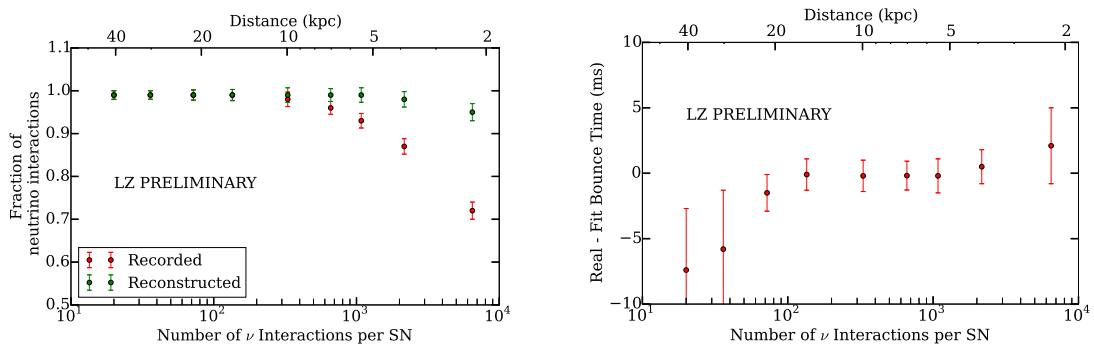 Distance (kpc)
40 20 10 5 2
1.1
1.0
0.9
0.8
0.7
0.6
0.5
Fraction of
neutrino interactions
LZ PRELIMINARY
Recorded
Reconstructed
10¹ 10² 10³ 10⁴
Number of ν Interactions per SN
Distance (kpc)
40 20 10 5 2
10
5
0
−5
−10
Real - Fit Bounce Time (ms)
LZ PRELIMINARY
10¹ 10² 10³ 10⁴
Number of ν Interactions per SN